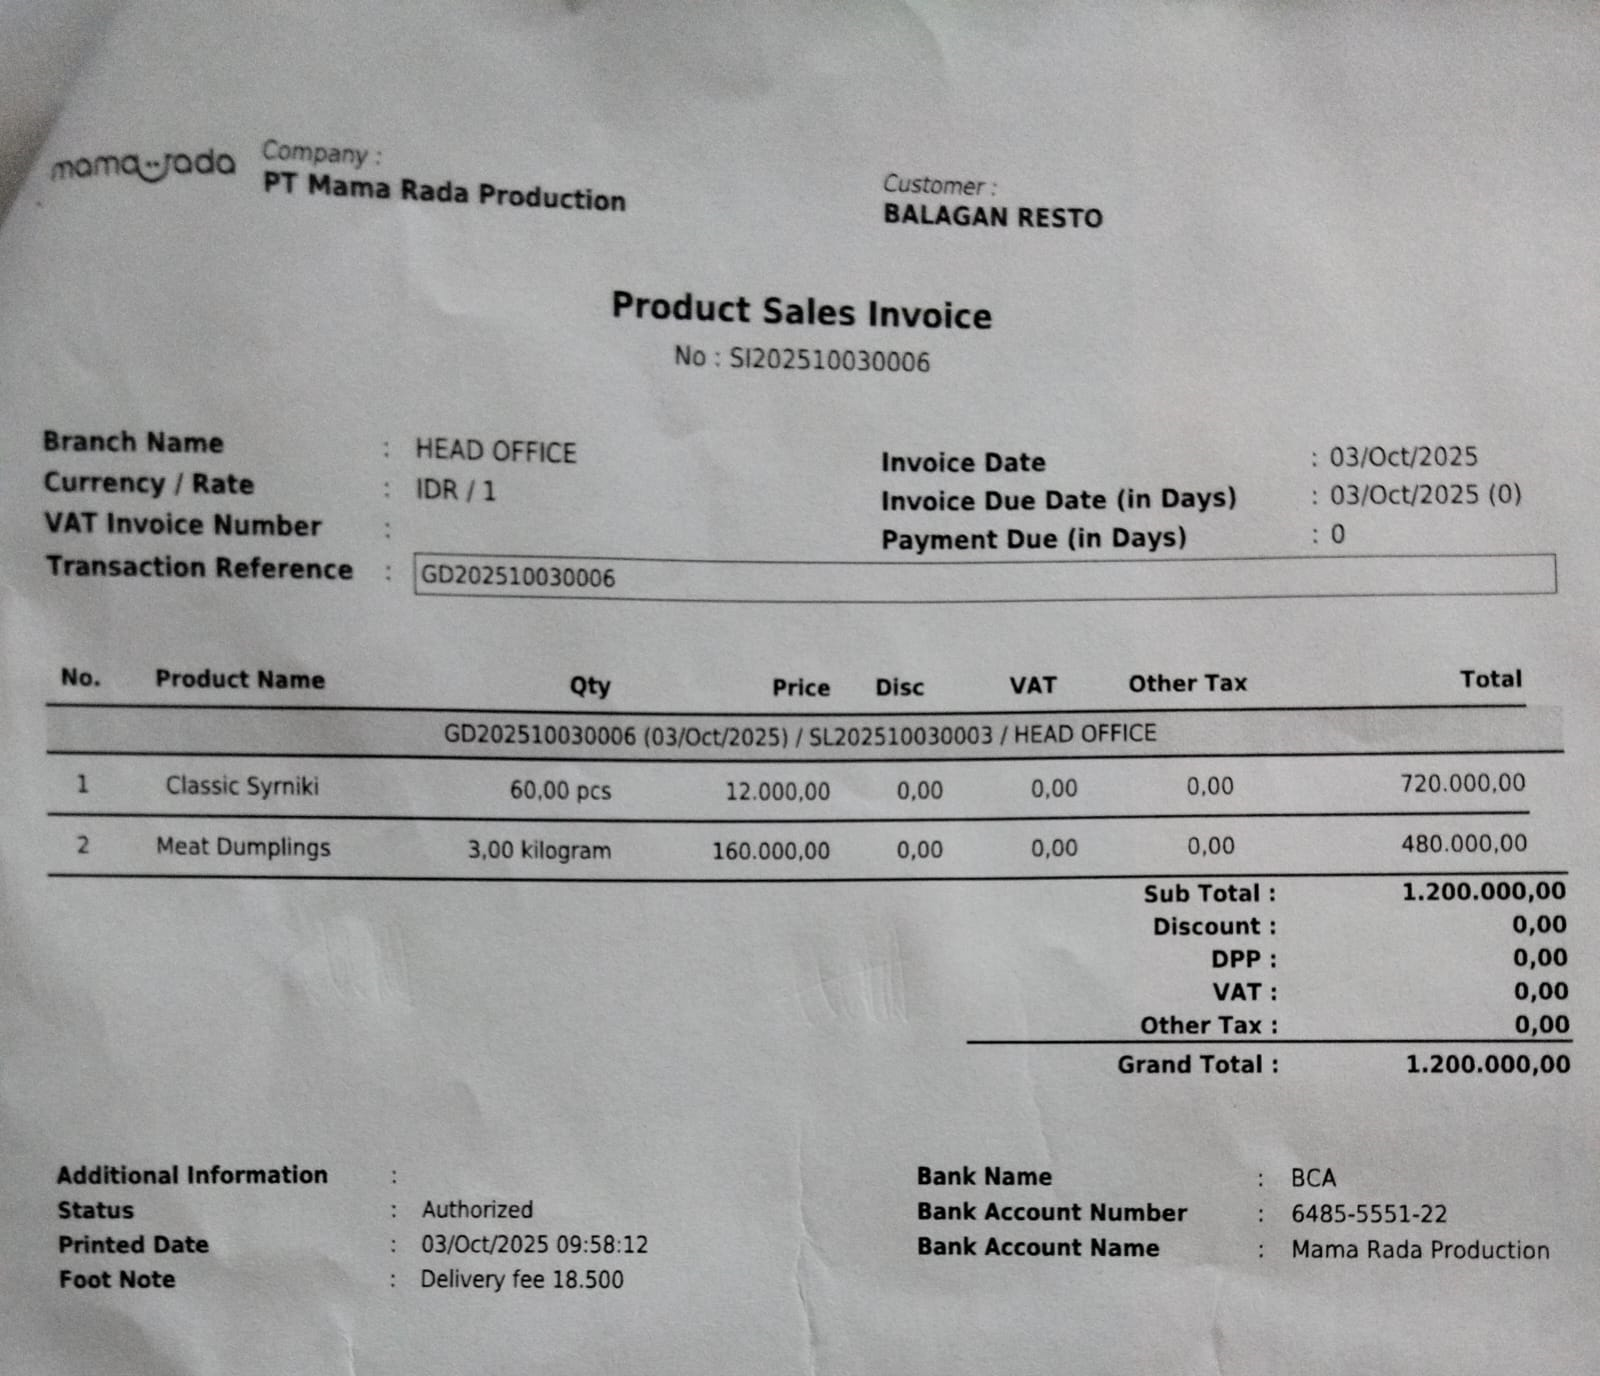 mama rada
Company :
PT Mama Rada Production
Customer :
BALAGAN RESTO
Product Sales Invoice
No : SI202510030006
Branch Name : HEAD OFFICE
Currency / Rate : IDR / 1
VAT Invoice Number :
Transaction Reference : GD202510030006
Invoice Date : 03/Oct/2025
Invoice Due Date (in Days) : 03/Oct/2025 (0)
Payment Due (in Days) : 0
No. Product Name Qty Price Disc VAT Other Tax Total
GD202510030006 (03/Oct/2025) / SL202510030003 / HEAD OFFICE
1 Classic Syrniki 60,00 pcs 12.000,00 0,00 0,00 0,00 720.000,00
2 Meat Dumplings 3,00 kilogram 160.000,00 0,00 0,00 0,00 480.000,00
Sub Total : 1.200.000,00
Discount : 0,00
DPP : 0,00
VAT : 0,00
Other Tax : 0,00
Grand Total : 1.200.000,00
Additional Information :
Status : Authorized
Printed Date : 03/Oct/2025 09:58:12
Foot Note : Delivery fee 18.500
Bank Name : BCA
Bank Account Number : 6485-5551-22
Bank Account Name : Mama Rada Production